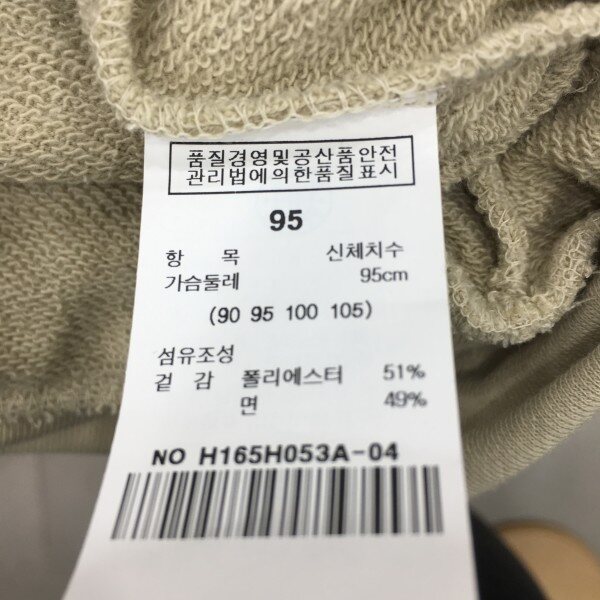 품질경영및공산품안전
관리법에의한품질표시
95
항 목 신체치수
가슴둘레 95cm
(90 95 100 105)
섬유조성
겉 감 폴리에스터 51%
면 49%
NO H165H053A-04